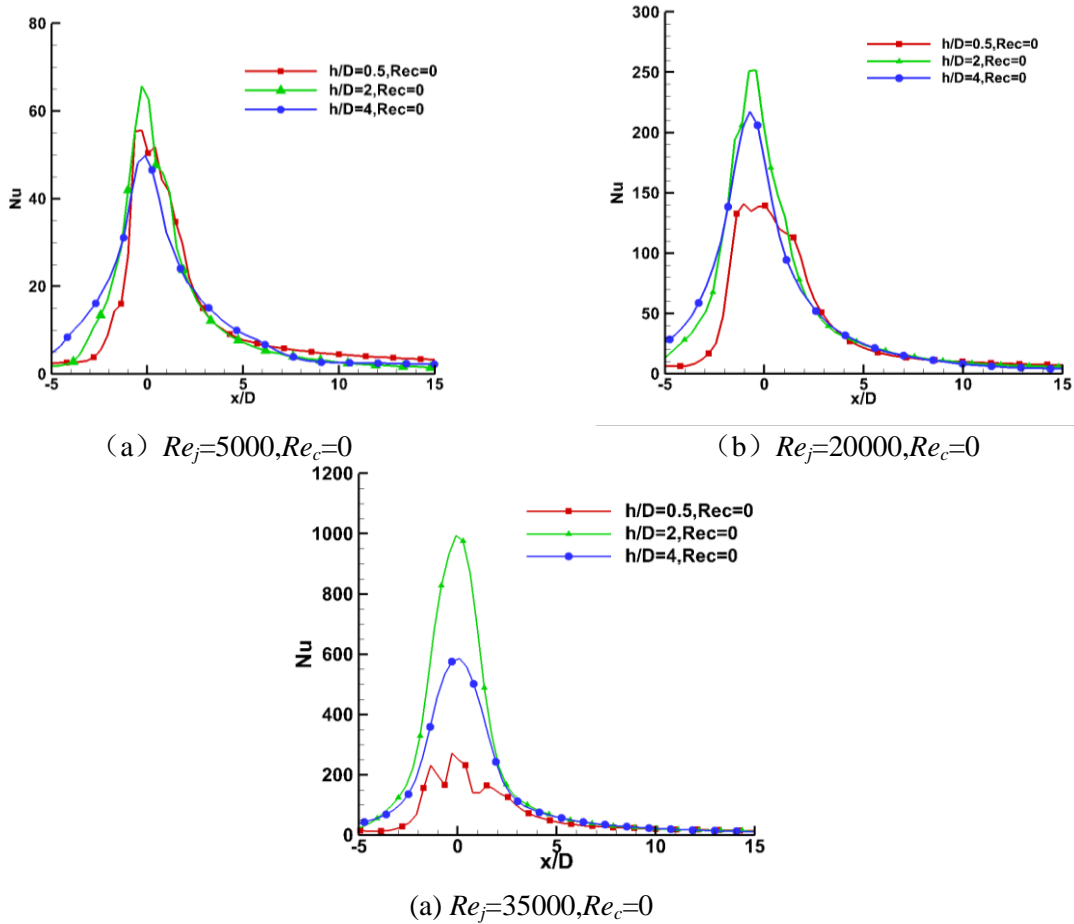 80
60
40
20
0
Nu
-5 0 5 10 15
x/D
h/D=0.5,Rec=0
h/D=2,Rec=0
h/D=4,Rec=0
（a）Rej=5000,Rec=0
300
250
200
150
100
50
0
Nu
-5 0 5 10 15
x/D
h/D=0.5,Rec=0
h/D=2,Rec=0
h/D=4,Rec=0
（b）Rej=20000,Rec=0
1200
1000
800
600
400
200
0
Nu
-5 0 5 10 15
x/D
h/D=0.5,Rec=0
h/D=2,Rec=0
h/D=4,Rec=0
(a) Rej=35000,Rec=0